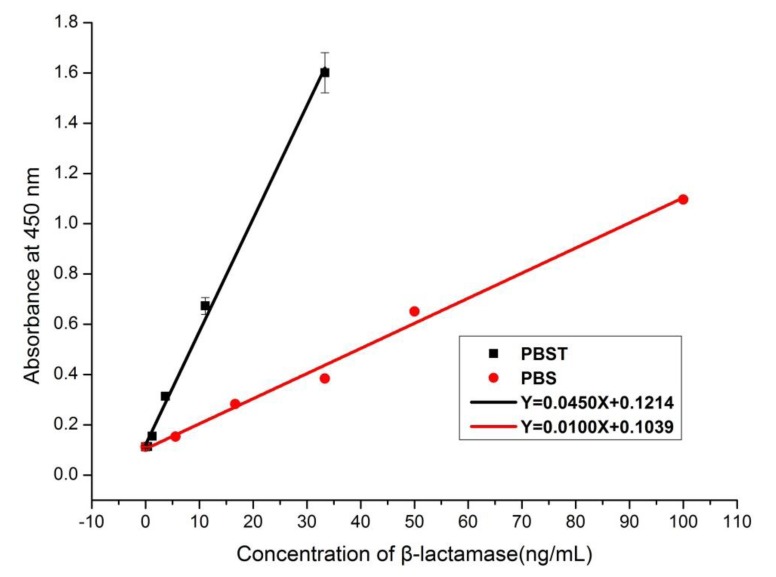 1.8
1.6
1.4
1.2
1.0
0.8
0.6
0.4
0.2
0.0
Absorbance at 450 nm
PBST
PBS
Y=0.0450X+0.1214
Y=0.0100X+0.1039
-10 0 10 20 30 40 50 60 70 80 90 100 110
Concentration of β-lactamase(ng/mL)